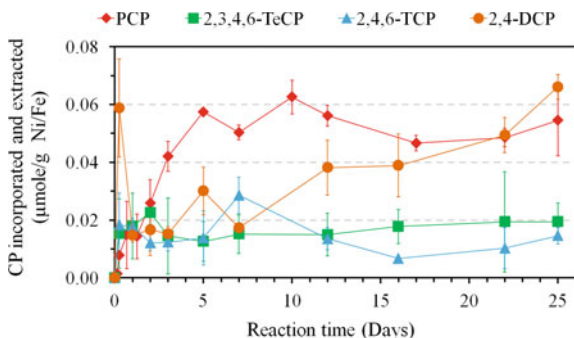 PCP 2,3,4,6-TeCP 2,4,6-TCP 2,4-DCP
CP incorporated and extracted
(μmole/g Ni/Fe)
0.08
0.06
0.04
0.02
0.00
0 5 10 15 20 25
Reaction time (Days)